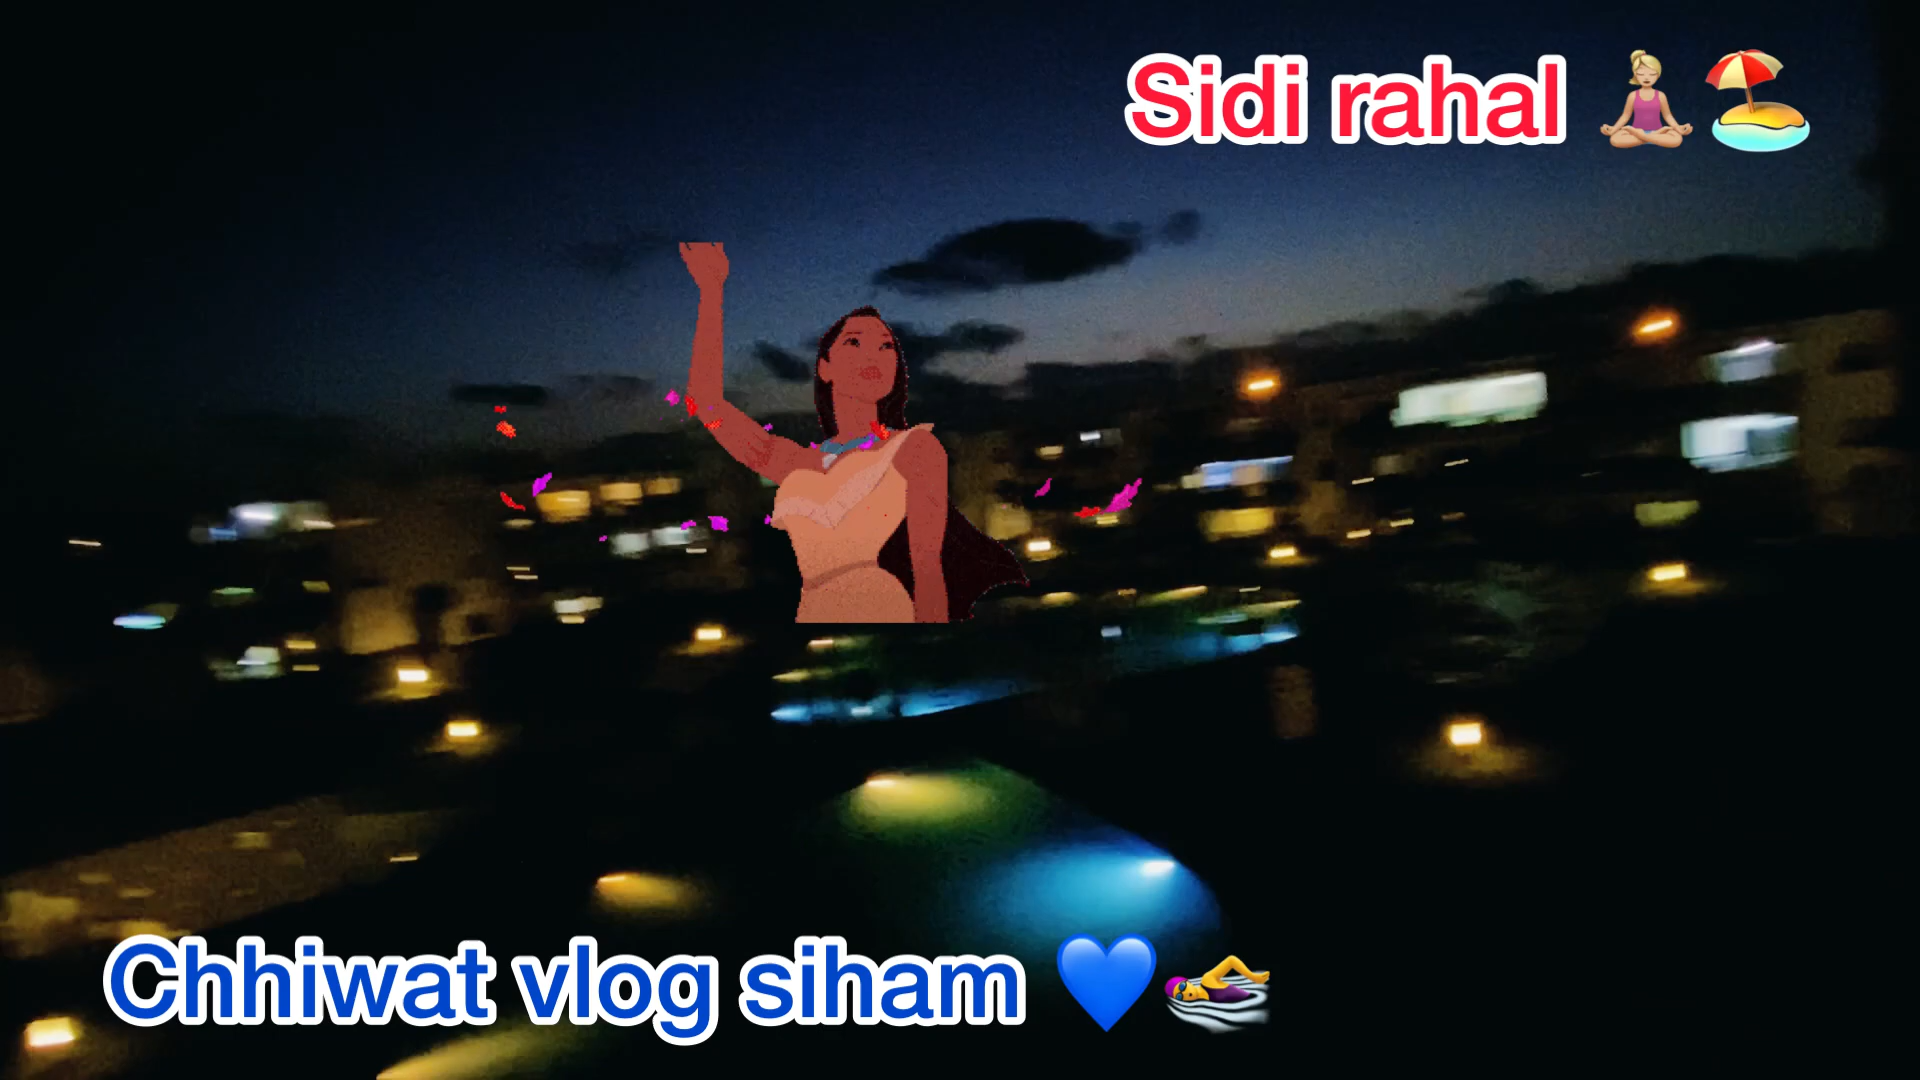 Sidi rahal 🧘🏼‍♀️🏖️
Chhiwat vlog siham 💙🏊‍♀️